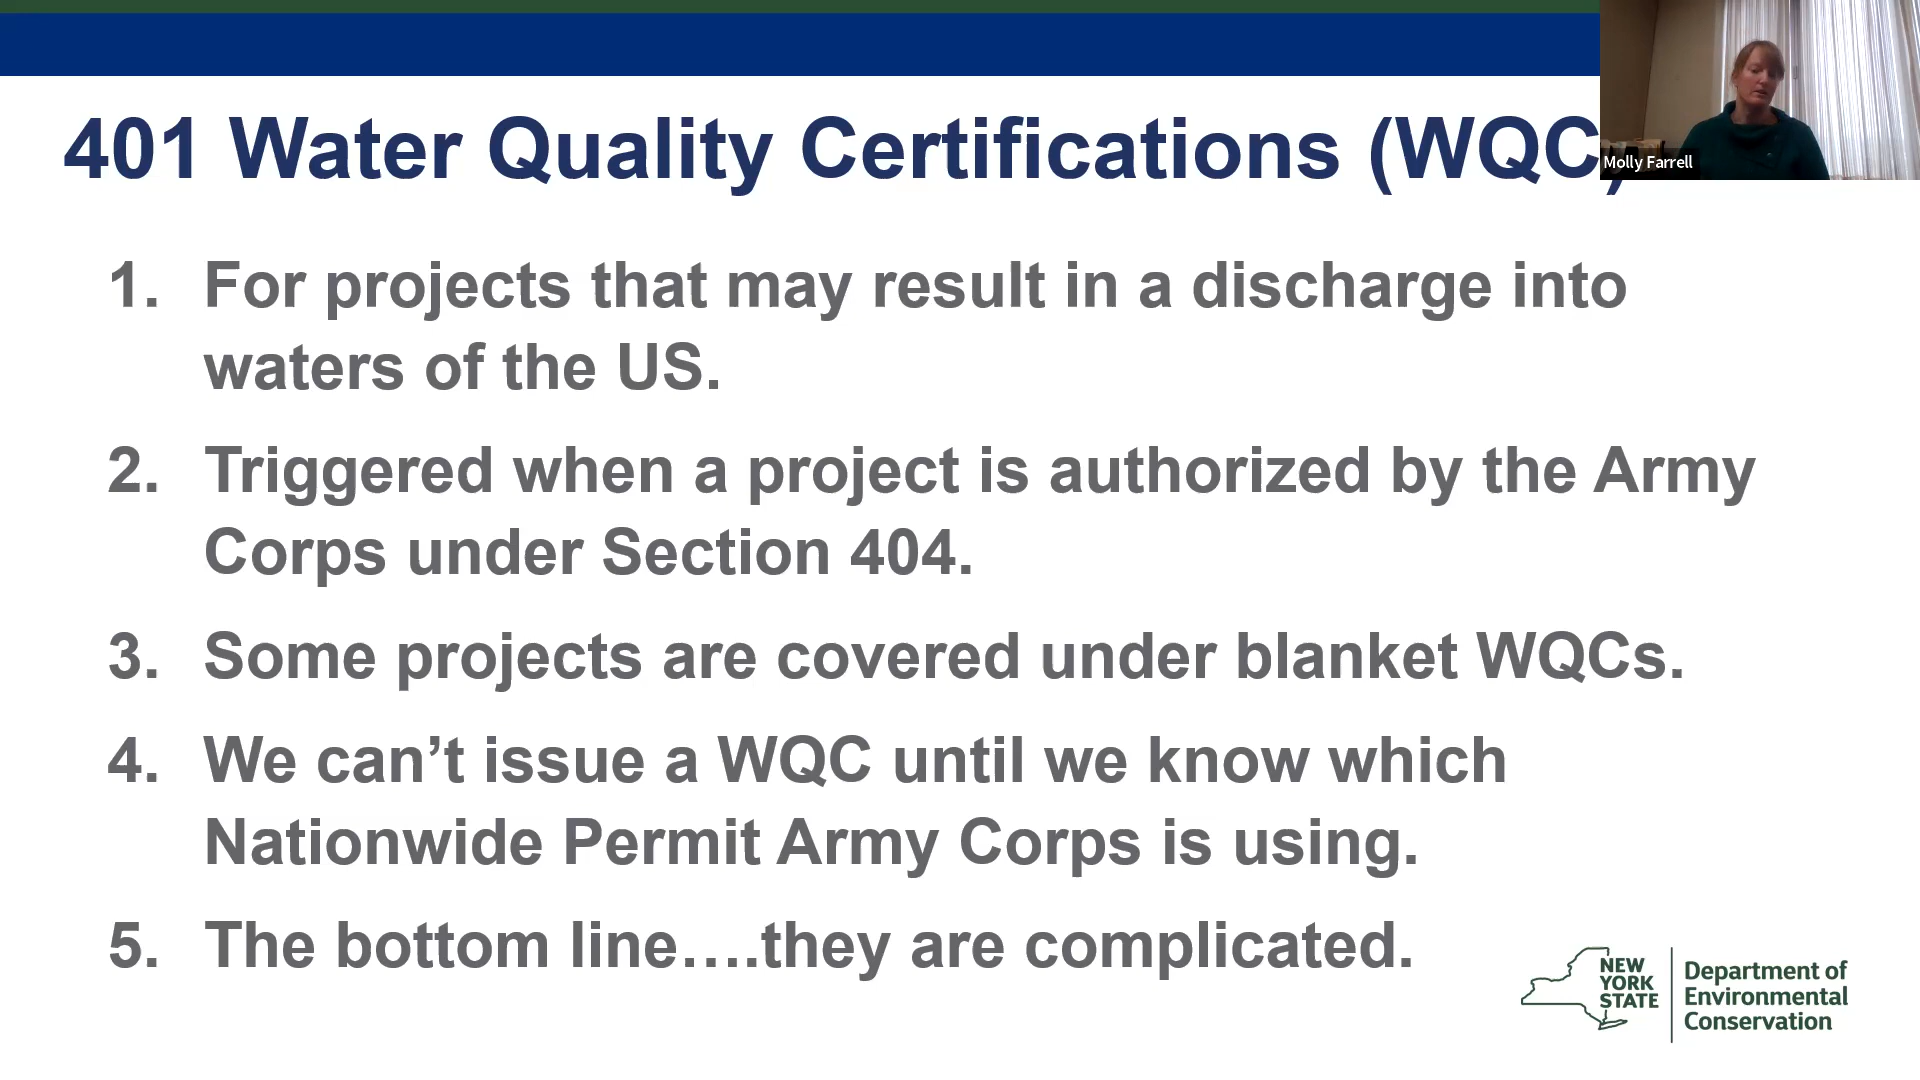 401 Water Quality Certifications (WQC)
Molly Farrell
1. For projects that may result in a discharge into
waters of the US.
2. Triggered when a project is authorized by the Army
Corps under Section 404.
3. Some projects are covered under blanket WQCs.
4. We can’t issue a WQC until we know which
Nationwide Permit Army Corps is using.
5. The bottom line….they are complicated.
NEW
YORK
STATE
Department of
Environmental
Conservation